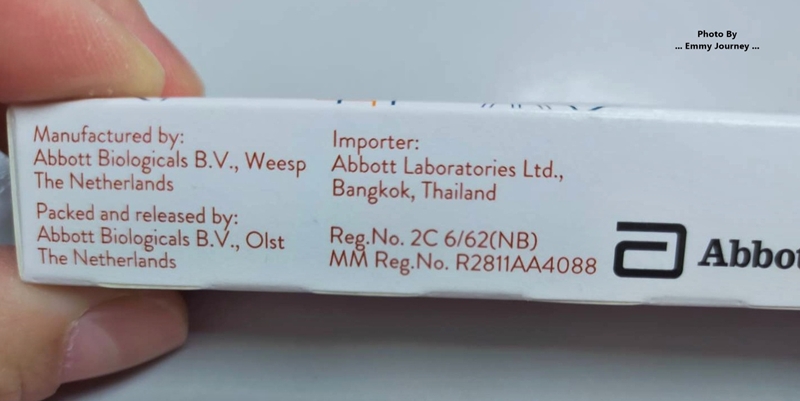 Photo By
... Emmy Journey ...
Manufactured by:
Abbott Biologicals B.V., Weesp
The Netherlands
Packed and released by:
Abbott Biologicals B.V., Olst
The Netherlands
Importer:
Abbott Laboratories Ltd.,
Bangkok, Thailand
Reg.No. 2C 6/62(NB)
MM Reg.No. R2811AA4088
Abbot